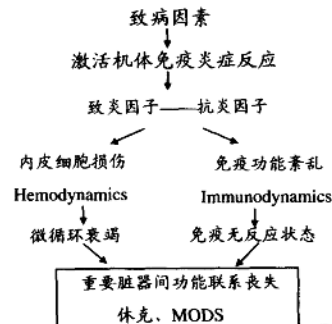 致病因素
激活机体免疫炎症反应
致炎因子——抗炎因子
内皮细胞损伤 免疫功能紊乱
Hemodynamics Immunodynamics
微循环衰竭 免疫无反应状态
重要脏器间功能联系丧失
休克、MODS